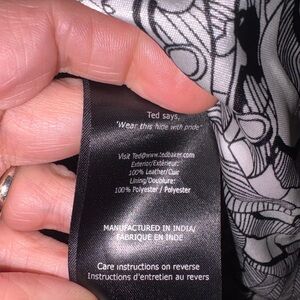 Ted says,
'Wear this hide with pride'
Visit Ted@www.tedbaker.com
Exterior/Extérieur:
100% Leather/Cuir
Lining/Doublure:
100% Polyester / Polyester
MANUFACTURED IN INDIA/
FABRIQUE EN INDE
Care instructions on reverse
Instructions d'entretien au revers